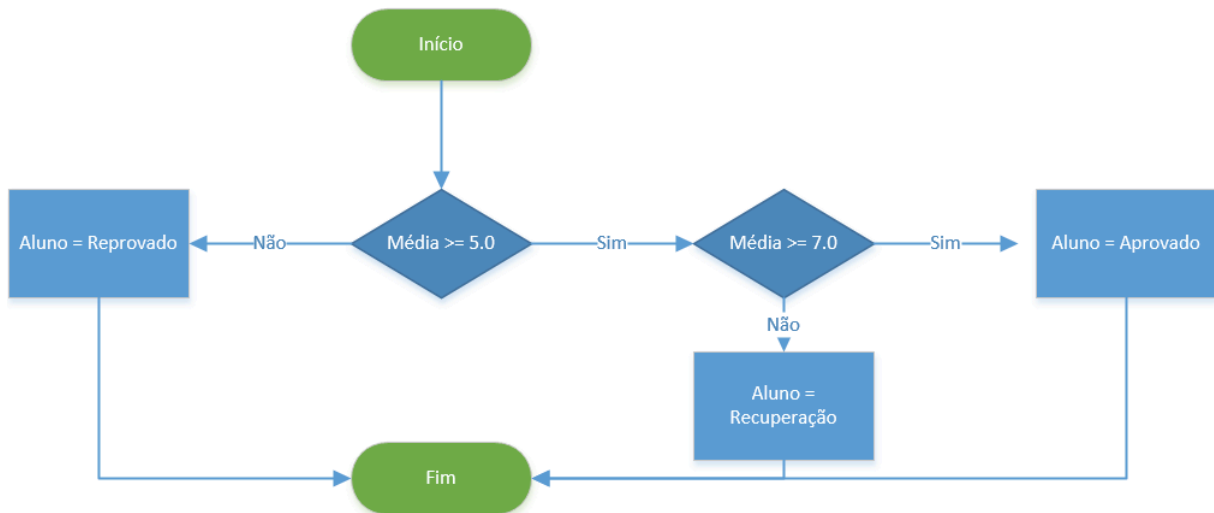 Início
Aluno = Reprovado
Não
Média >= 5.0
Sim
Média >= 7.0
Sim
Aluno = Aprovado
Não
Aluno =
Recuperação
Fim